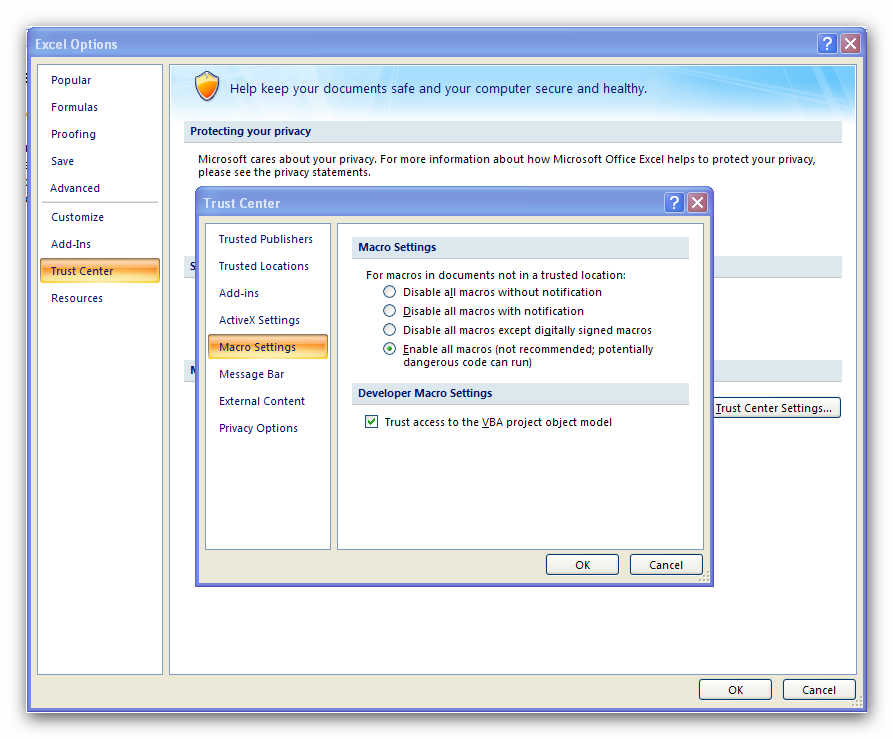 Excel Options
Popular
Formulas
Proofing
Save
Advanced
Customize
Add-Ins
Trust Center
Resources
Help keep your documents safe and your computer secure and healthy.
Protecting your privacy
Microsoft cares about your privacy. For more information about how Microsoft Office Excel helps to protect your privacy,
please see the privacy statements.
Trust Center
Trusted Publishers
Trusted Locations
Add-ins
ActiveX Settings
Macro Settings
Message Bar
External Content
Privacy Options
Macro Settings
For macros in documents not in a trusted location:
Disable all macros without notification
Disable all macros with notification
Disable all macros except digitally signed macros
Enable all macros (not recommended; potentially
dangerous code can run)
Developer Macro Settings
Trust access to the VBA project object model
OK
Cancel
Trust Center Settings...
OK
Cancel